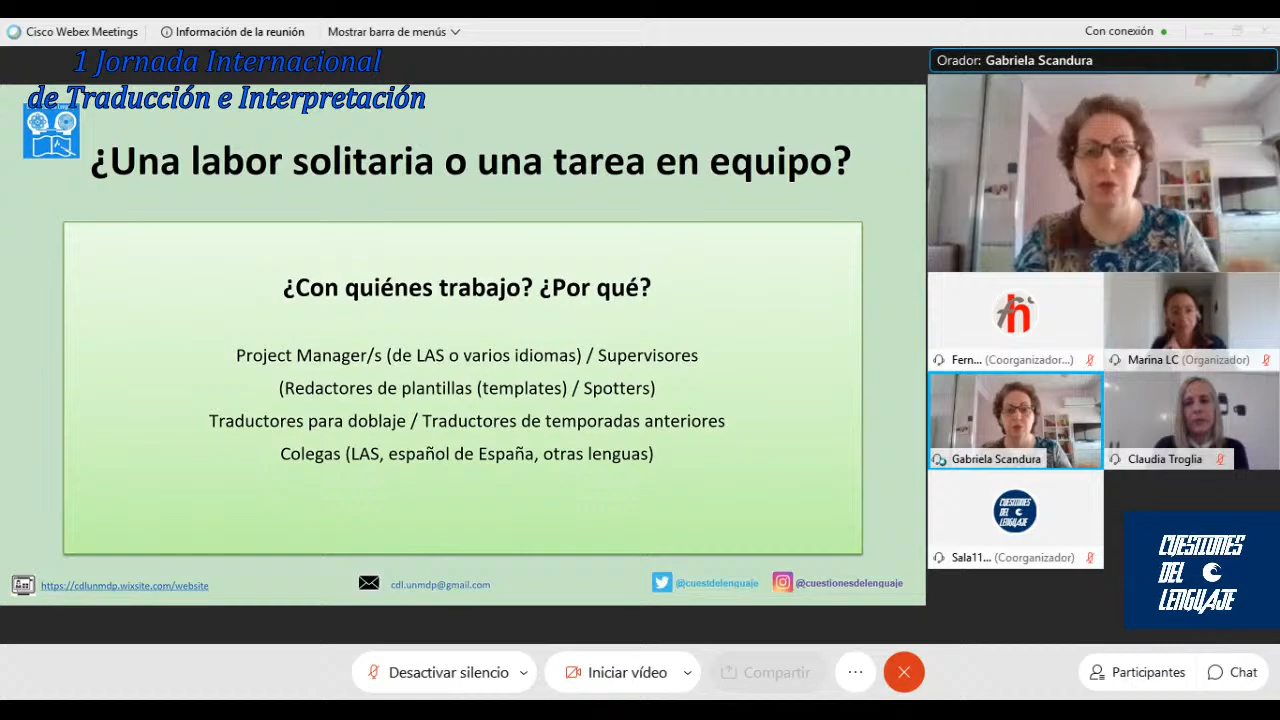 Cisco Webex Meetings
Información de la reunión
Mostrar barra de menús
Con conexión
1 Jornada Internacional
de Traducción e Interpretación
¿Una labor solitaria o una tarea en equipo?
¿Con quiénes trabajo? ¿Por qué?
Project Manager/s (de LAS o varios idiomas) / Supervisores
(Redactores de plantillas (templates) / Spotters)
Traductores para doblaje / Traductores de temporadas anteriores
Colegas (LAS, español de España, otras lenguas)
https://cdlunmdp.wixsite.com/website
cdl.unmdp@gmail.com
@cuestdelenguaje
@cuestionesdelenguaje
Orador: Gabriela Scandura
Fern... (Coorganizador...)
Marina LC (Organizador)
Gabriela Scandura
Claudia Troglia
CUESTIONES
DEL
LENGUAJE
Sala11... (Coorganizador)
CUESTIONES
DEL
LENGUAJE
Desactivar silencio
Iniciar vídeo
Compartir
Participantes
Chat